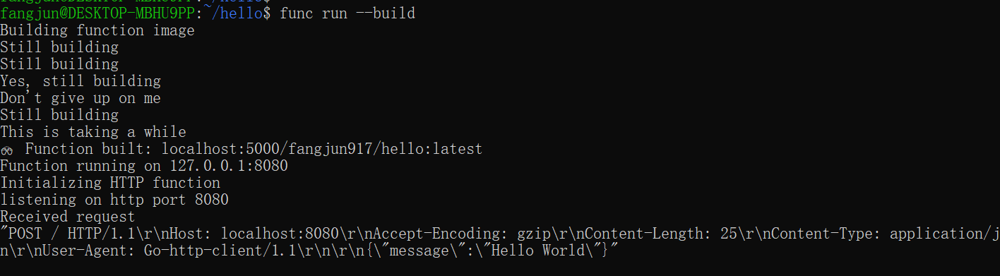 fangjun@DESKTOP-MBHU9PP:~/hello$ func run --build
Building function image
Still building
Still building
Yes, still building
Don't give up on me
Still building
This is taking a while
🙌 Function built: localhost:5000/fangjun917/hello:latest
Function running on 127.0.0.1:8080
Initializing HTTP function
listening on http port 8080
Received request
"POST / HTTP/1.1\r\nHost: localhost:8080\r\nAccept-Encoding: gzip\r\nContent-Length: 25\r\nContent-Type: application/j
n\r\nUser-Agent: Go-http-client/1.1\r\n\r\n{\"message\":\"Hello World\"}"